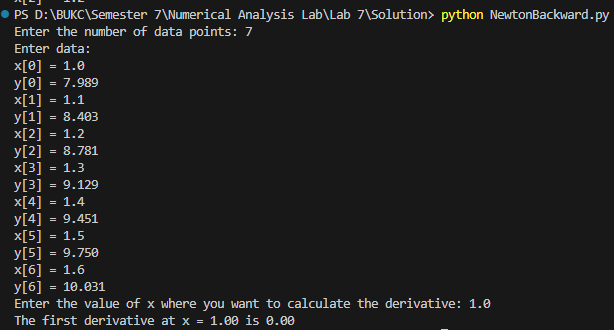 PS D:\BUKC\Semester 7\Numerical Analysis Lab\Lab 7\Solution> python NewtonBackward.py
Enter the number of data points: 7
Enter data:
x[0] = 1.0
y[0] = 7.989
x[1] = 1.1
y[1] = 8.403
x[2] = 1.2
y[2] = 8.781
x[3] = 1.3
y[3] = 9.129
x[4] = 1.4
y[4] = 9.451
x[5] = 1.5
y[5] = 9.750
x[6] = 1.6
y[6] = 10.031
Enter the value of x where you want to calculate the derivative: 1.0
The first derivative at x = 1.00 is 0.00